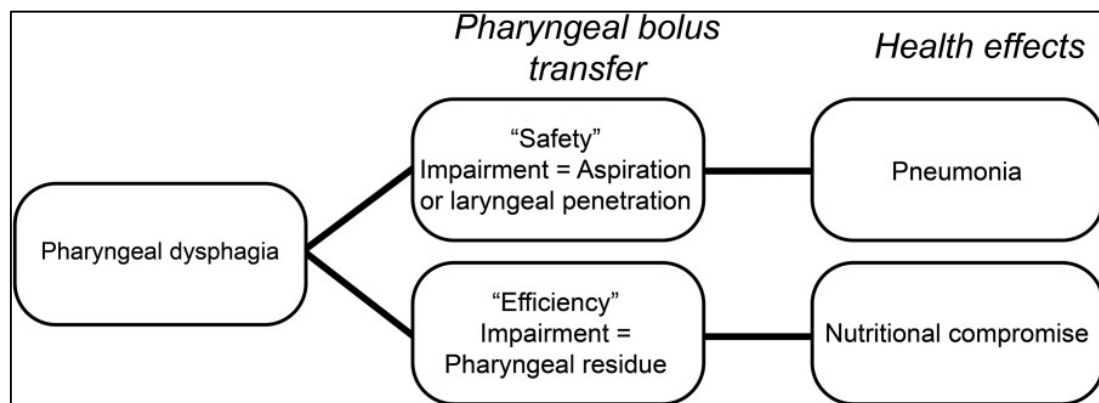 Pharyngeal bolus
transfer
Health effects
“Safety”
Impairment = Aspiration
or laryngeal penetration
Pneumonia
Pharyngeal dysphagia
“Efficiency”
Impairment =
Pharyngeal residue
Nutritional compromise